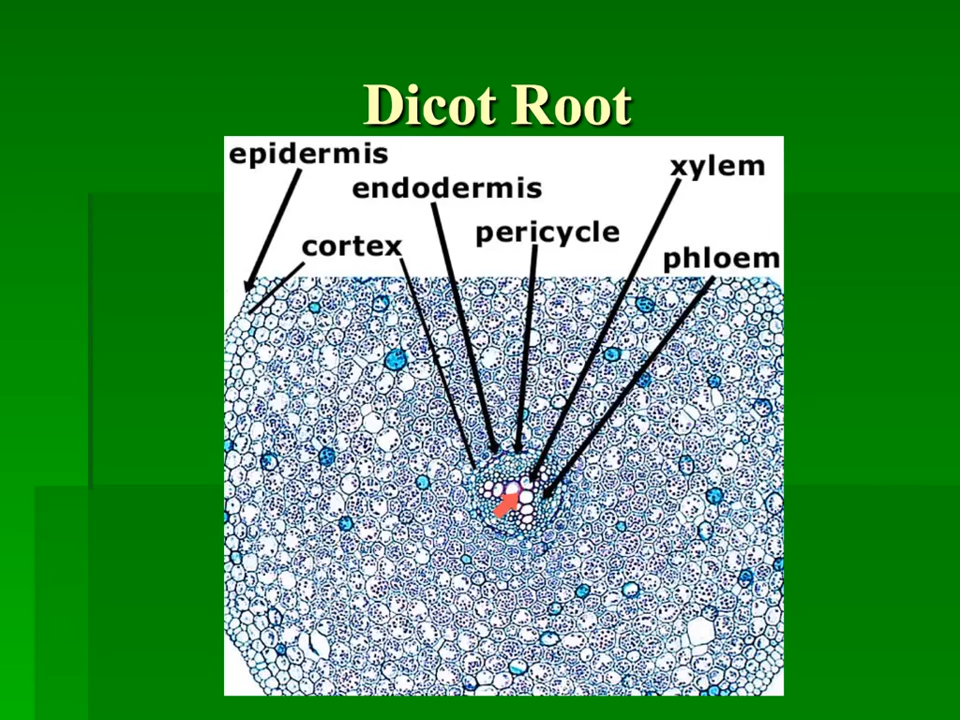 Dicot Root
epidermis
xylem
endodermis
pericycle
cortex
phloem